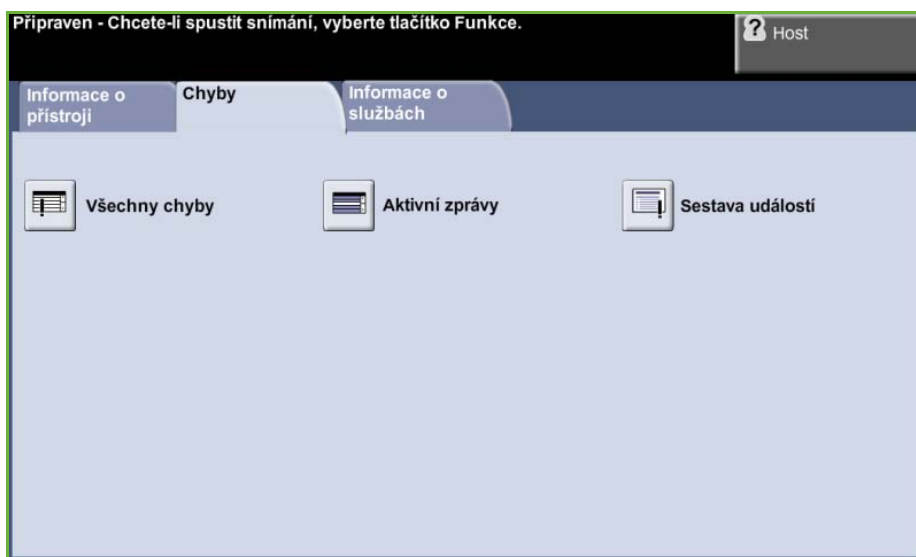 Připraven - Chcete-li spustit snímání, vyberte tlačítko Funkce.
Host
Informace o
přístroji
Chyby
Informace o
službách
Všechny chyby
Aktivní zprávy
Sestava událostí